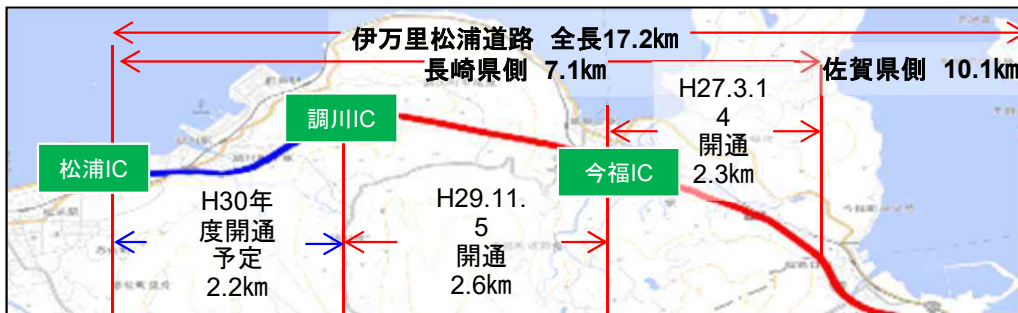 伊万里松浦道路 全長17.2km
長崎県側 7.1km
佐賀県側 10.1km
H27.3.1
4
開通
2.3km
調川IC
松浦IC
今福IC
H30年
度開通
予定
2.2km
H29.11.
5
開通
2.6km